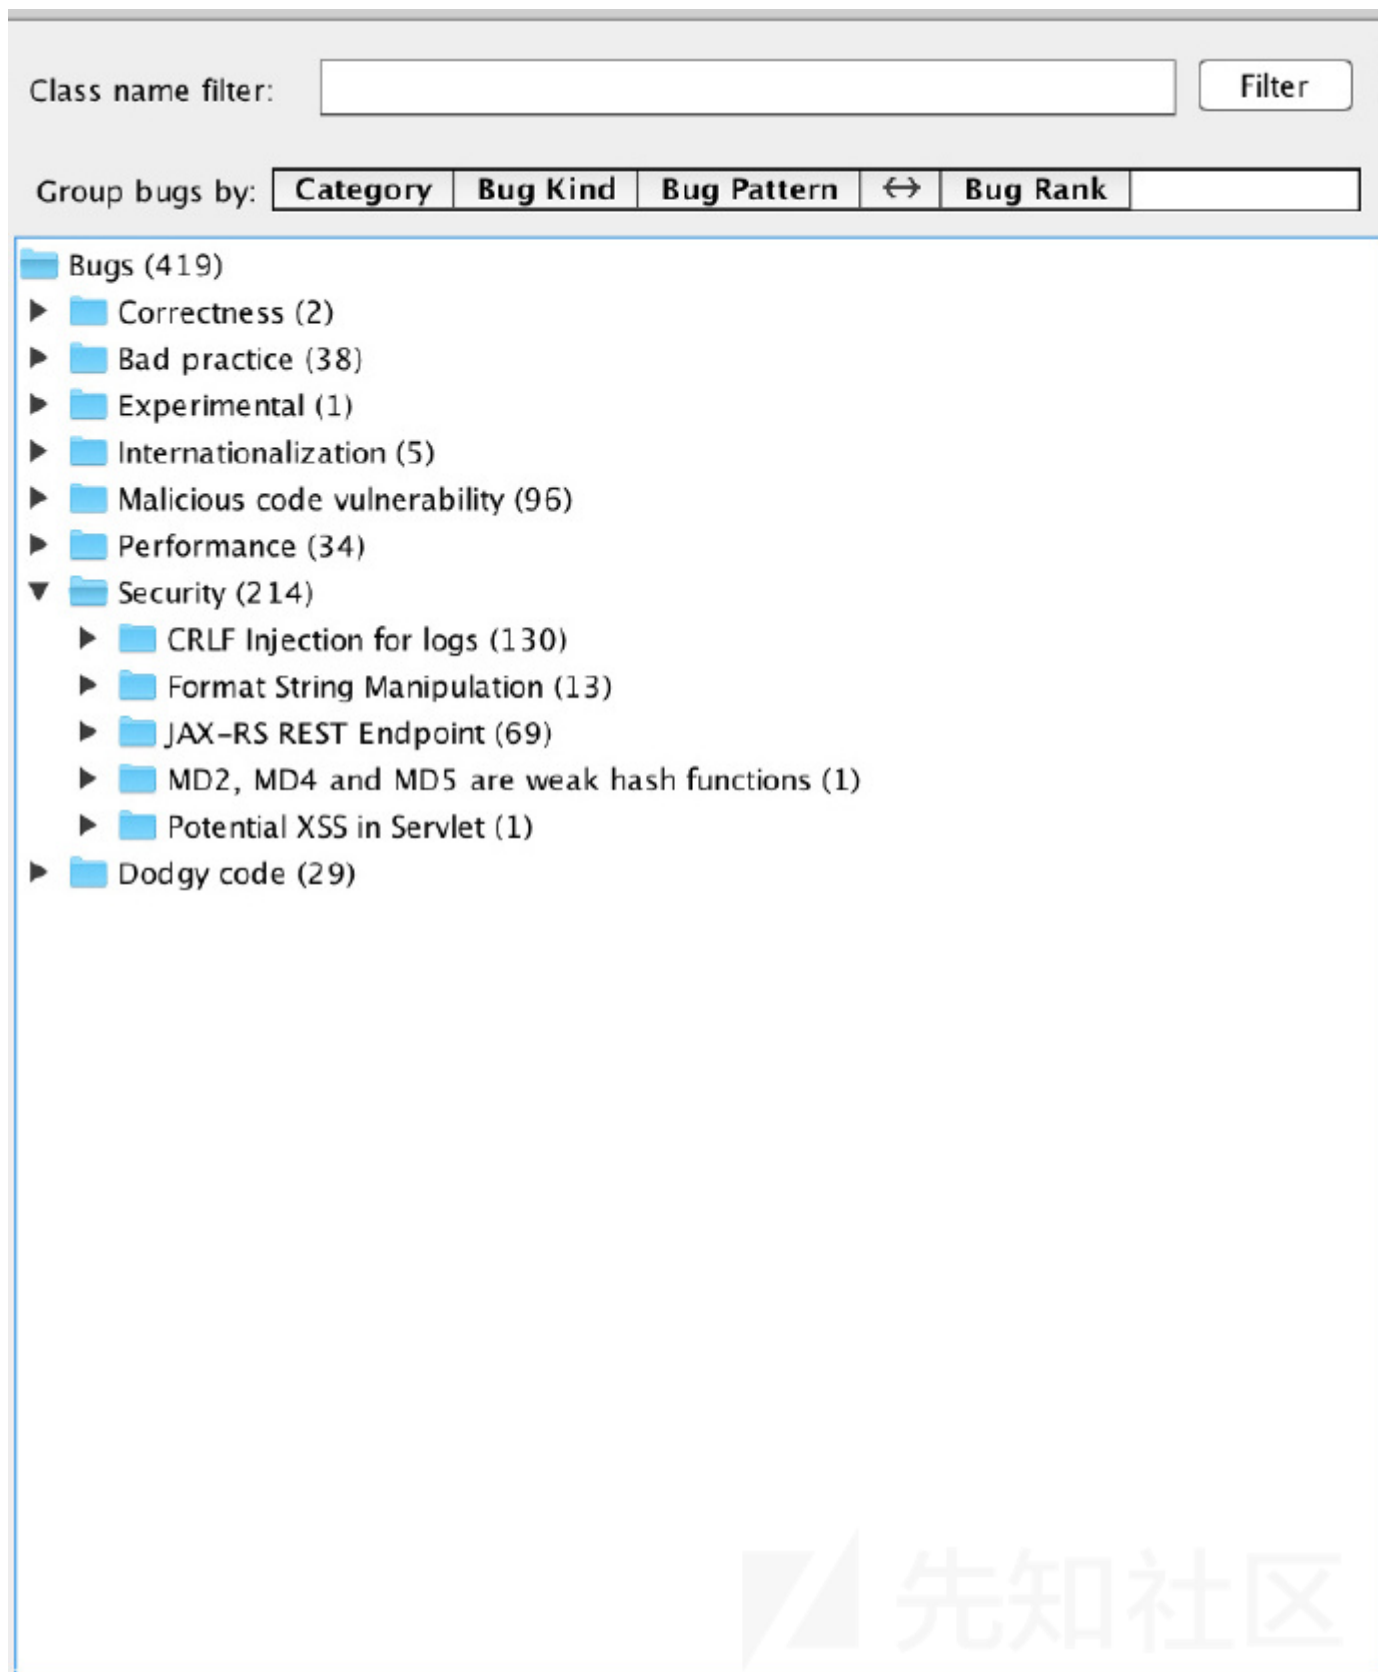 Class name filter: Filter
Group bugs by: Category Bug Kind Bug Pattern ↔ Bug Rank
Bugs (419)
Correctness (2)
Bad practice (38)
Experimental (1)
Internationalization (5)
Malicious code vulnerability (96)
Performance (34)
Security (214)
CRLF Injection for logs (130)
Format String Manipulation (13)
JAX-RS REST Endpoint (69)
MD2, MD4 and MD5 are weak hash functions (1)
Potential XSS in Servlet (1)
Dodgy code (29)
先知社区